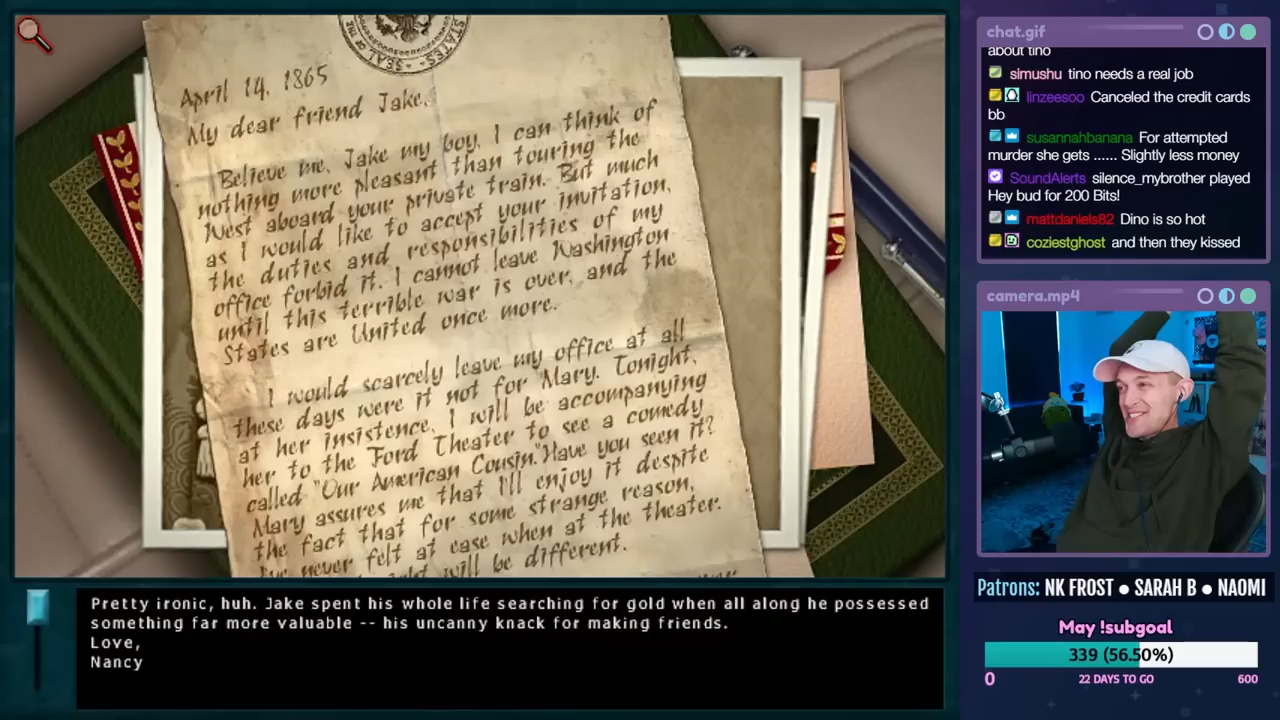 SEAL OF THE
STATES
April 14, 1865
My dear friend Jake,
Believe me, Jake my boy, I can think of
nothing more pleasant than touring the
West aboard your private train. But much
as I would like to accept your invitation,
the duties and responsibilities of my
office forbid it. I cannot leave Washington
until this terrible war is over, and the
States are United once more.
I would scarcely leave my office at all
these days were it not for Mary. Tonight,
at her insistence, I will be accompanying
her to the Ford Theater to see a comedy
called "Our American Cousin." Have you seen it?
Mary assures me that I'll enjoy it despite
the fact that for some strange reason,
I've never felt at ease when at the theater.
will be different.
Pretty ironic, huh. Jake spent his whole life searching for gold when all along he possessed
something far more valuable -- his uncanny knack for making friends.
Love,
Nancy
chat.gif
about tino
simushu tino needs a real job
linzeesoo Canceled the credit cards
bb
susannahbanana For attempted
murder she gets ...... Slightly less money
SoundAlerts silence_mybrother played
Hey bud for 200 Bits!
mattdaniels82 Dino is so hot
coziestghost and then they kissed
camera.mp4
Patrons: NK FROST ● SARAH B ● NAOMI
May !subgoal
339 (56.50%)
0 22 DAYS TO GO 600